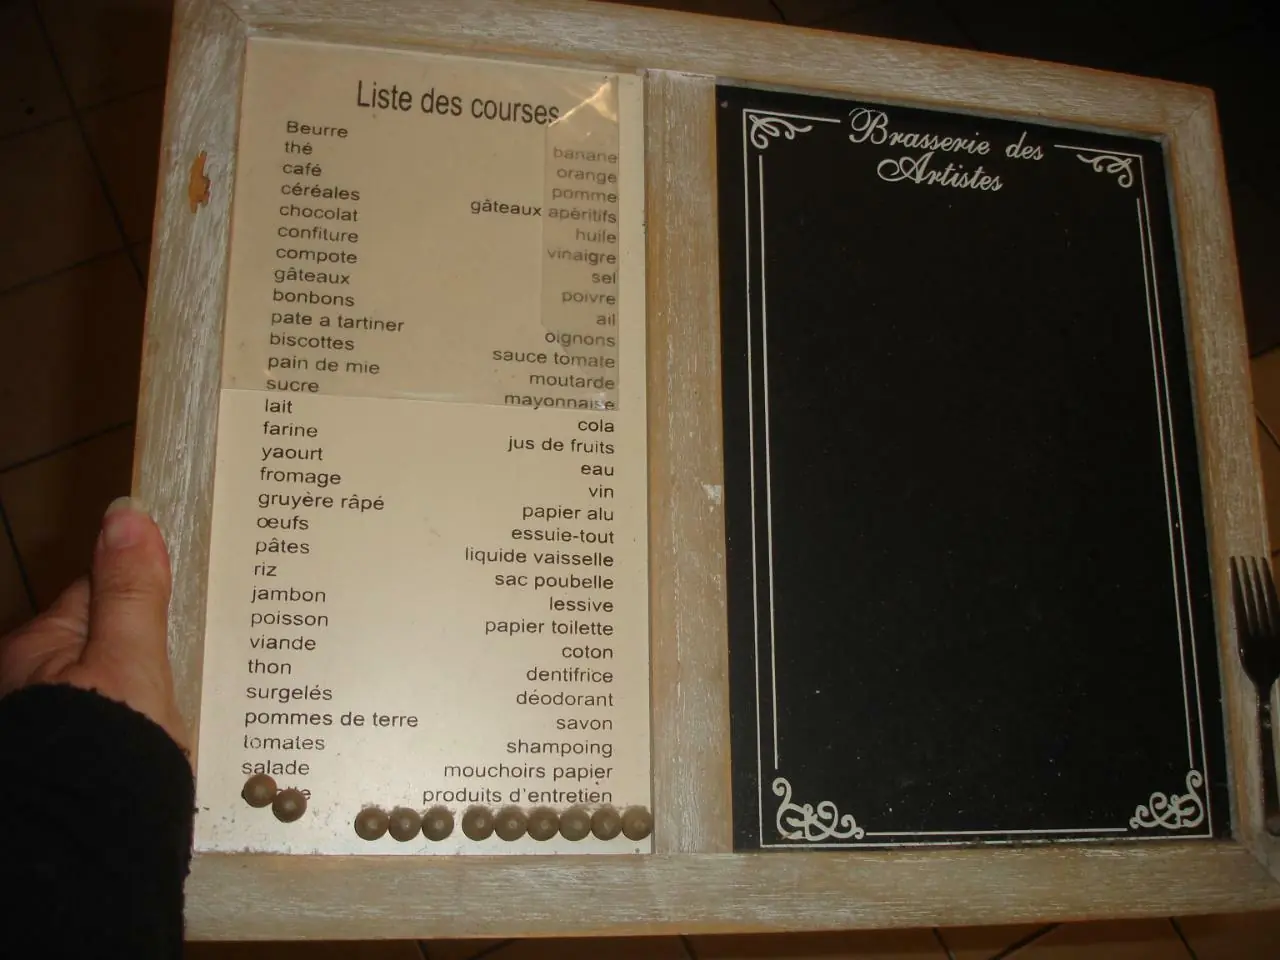 Liste des courses
Beurre
thé
café
céréales
chocolat
confiture
compote
gâteaux
bonbons
pate a tartiner
biscottes
pain de mie
sucre
lait
farine
yaourt
fromage
gruyère râpé
œufs
pâtes
riz
jambon
poisson
viande
thon
surgelés
pommes de terre
tomates
salade
banane
orange
pomme
gâteaux apéritifs
huile
vinaigre
sel
poivre
ail
oignons
sauce tomate
moutarde
mayonnaise
cola
jus de fruits
eau
vin
papier alu
essuie-tout
liquide vaisselle
sac poubelle
lessive
papier toilette
coton
dentifrice
déodorant
savon
shampoing
mouchoirs papier
produits d'entretien
Brasserie des
Artistes